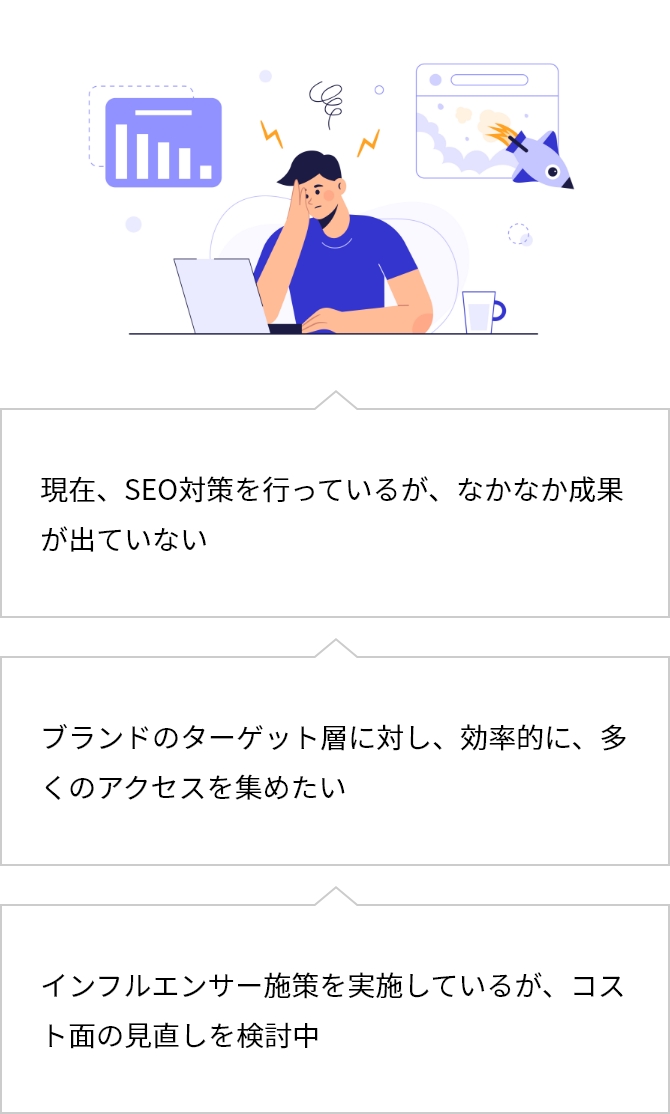 現在、SEO対策を行っているが、なかなか成果
が出ていない
ブランドのターゲット層に対し、効率的に、多
くのアクセスを集めたい
インフルエンサー施策を実施しているが、コス
ト面の見直しを検討中